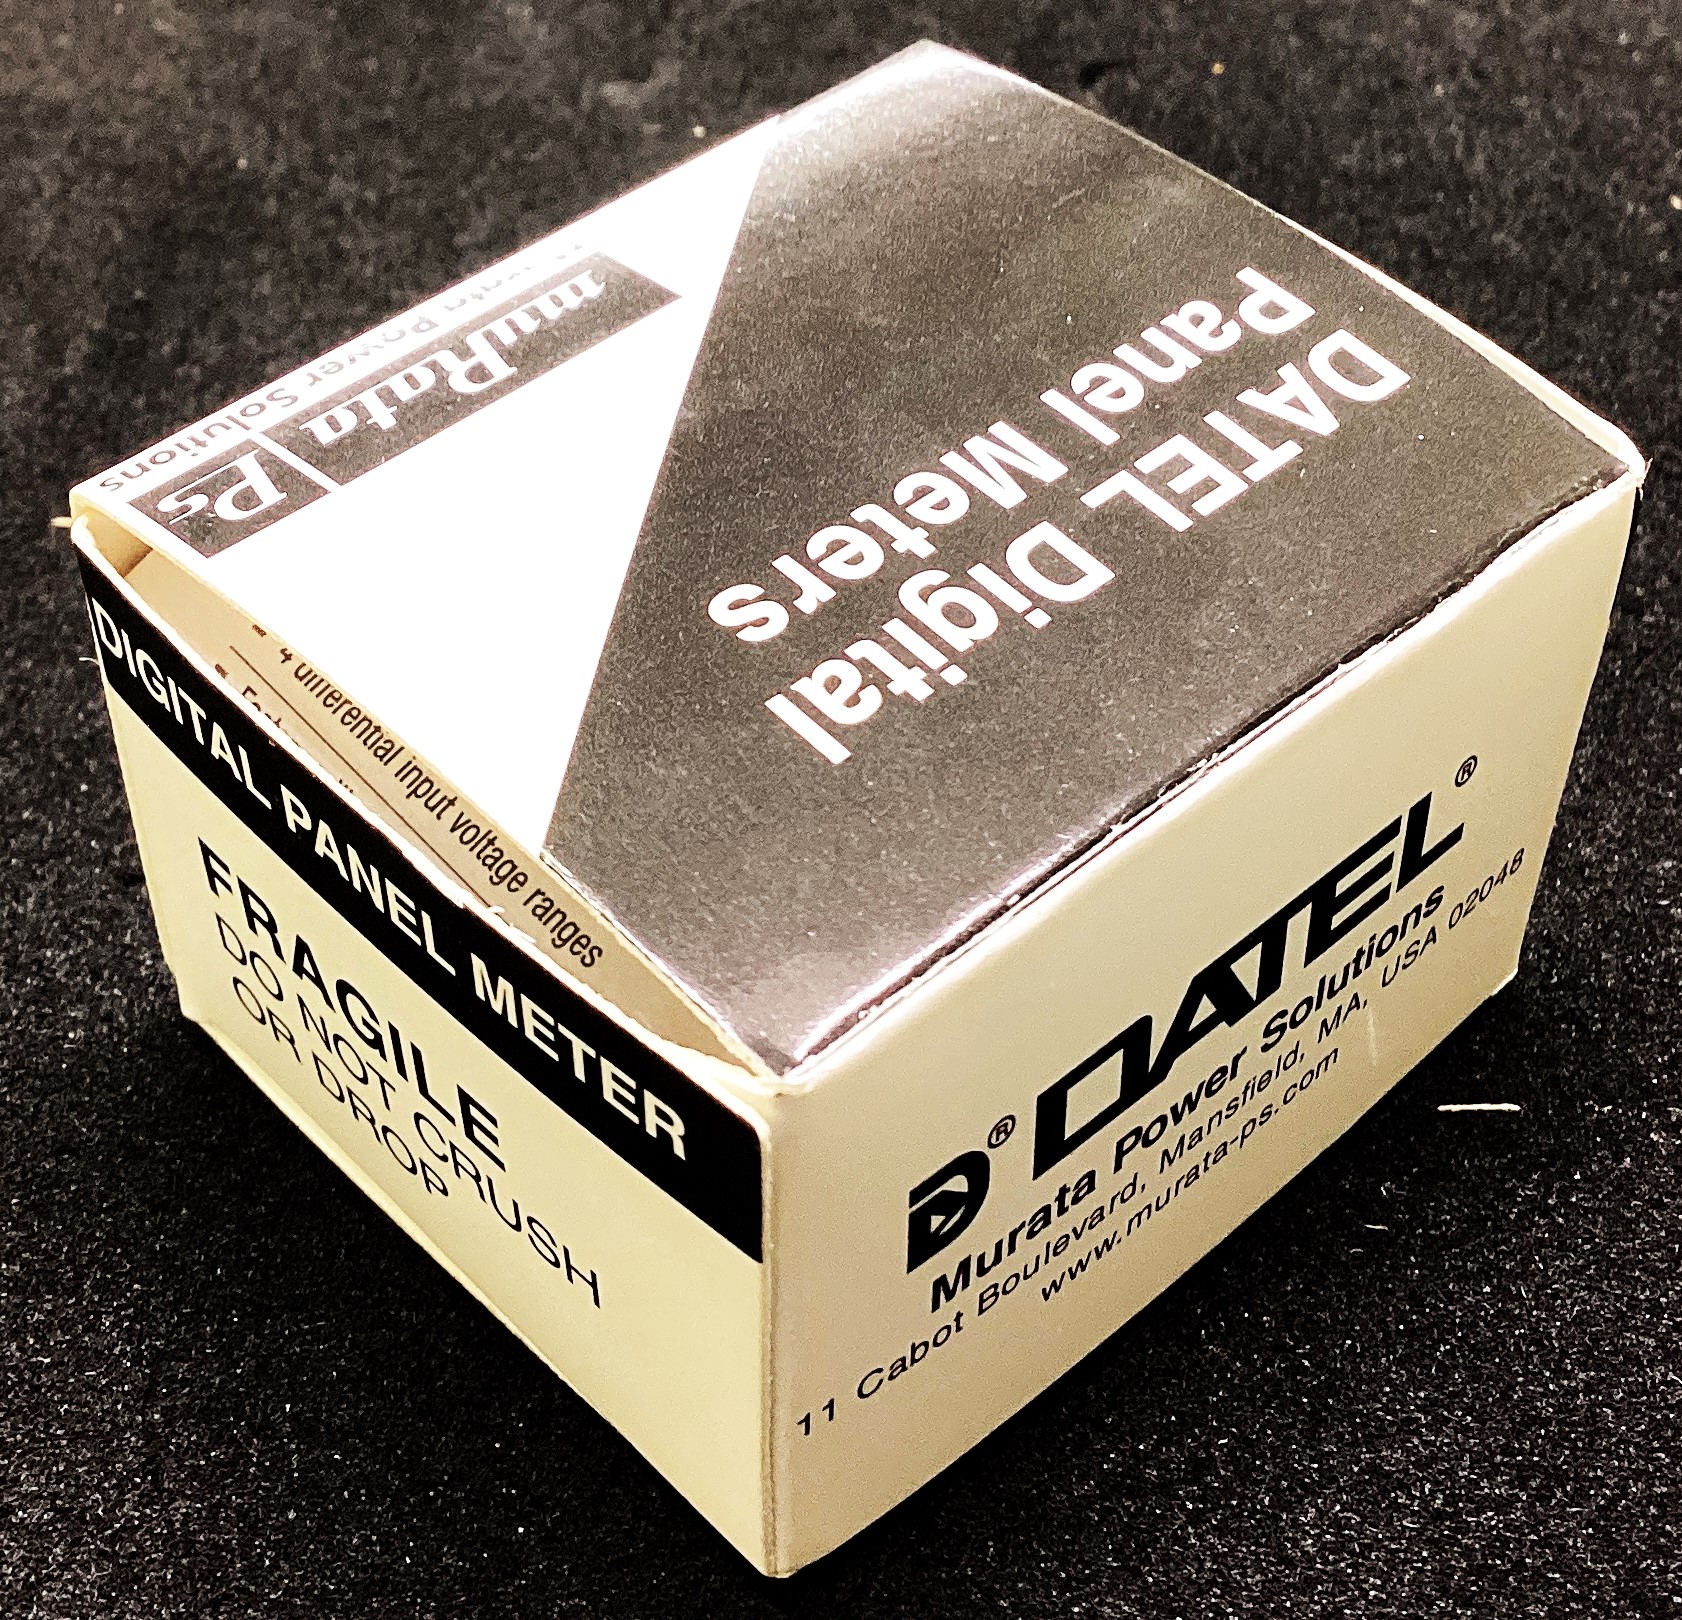 DATEL Digital
Panel Meters
muRata Ps
Murata Power Solutions
4 differential input voltage ranges
DIGITAL PANEL METER
FRAGILE
DO NOT CRUSH
OR DROP
D® DATEL®
Murata Power Solutions
11 Cabot Boulevard, Mansfield, MA, USA 02048
www.murata-ps.com